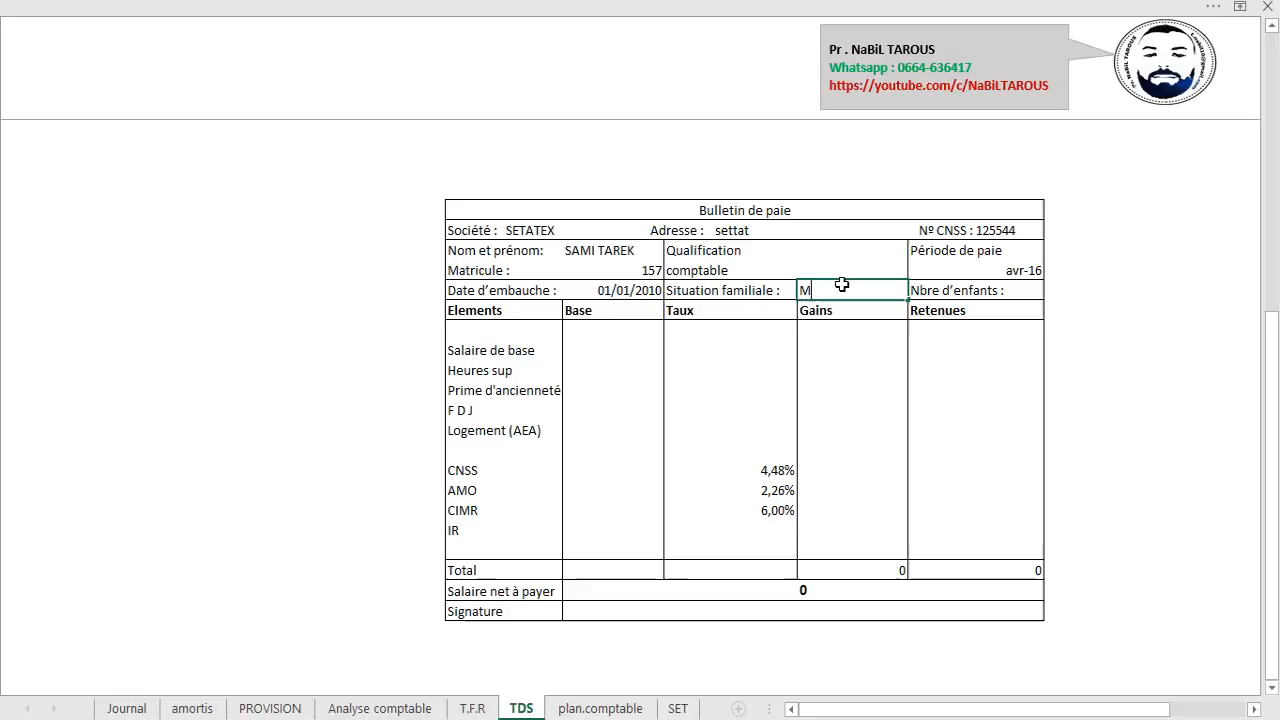 Pr . NaBiL TAROUS
Whatsapp : 0664-636417
https://youtube.com/c/NaBiLTAROUS
Bulletin de paie
Société : SETATEX Adresse : settat Nº CNSS : 125544
Nom et prénom: SAMI TAREK Qualification Période de paie
Matricule : 157 comptable avr-16
Date d'embauche : 01/01/2010 Situation familiale : M Nbre d'enfants :
Elements Base Taux Gains Retenues
Salaire de base
Heures sup
Prime d'ancienneté
F D J
Logement (AEA)
CNSS 4,48%
AMO 2,26%
CIMR 6,00%
IR
Total 0 0
Salaire net à payer 0
Signature
Journal amortis PROVISION Analyse comptable T.F.R TDS plan.comptable SET